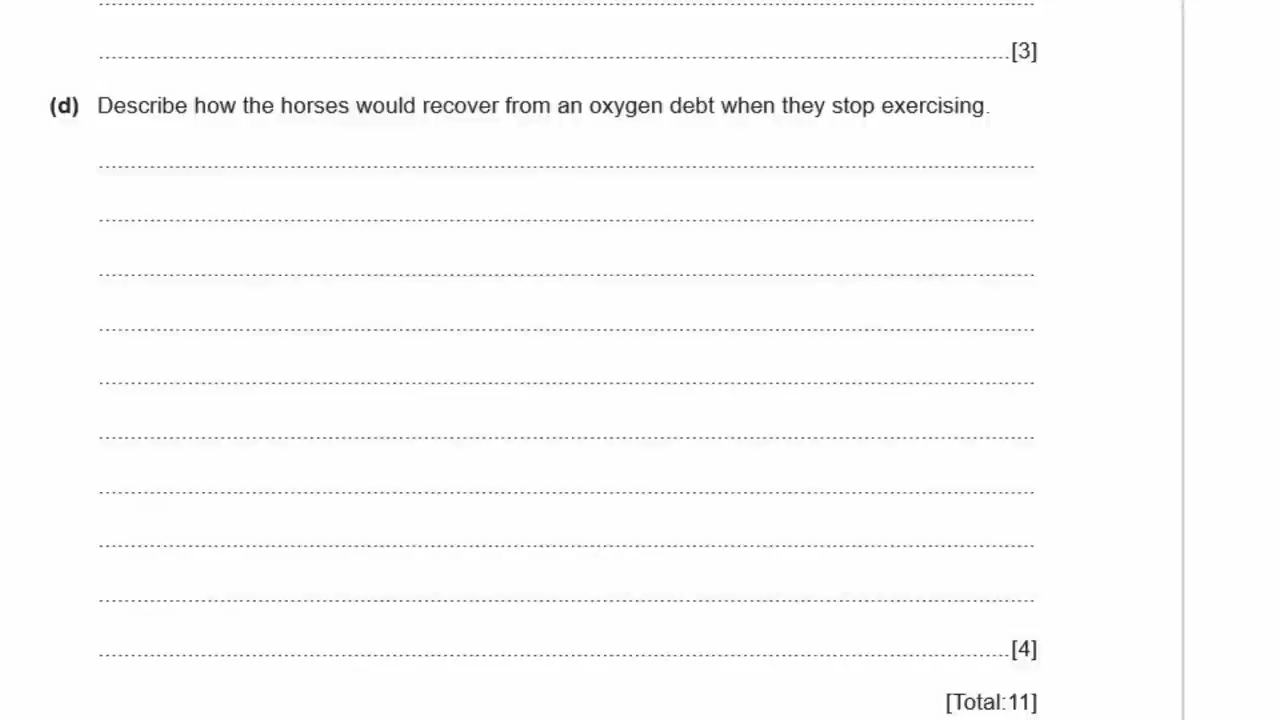 [3]
(d) Describe how the horses would recover from an oxygen debt when they stop exercising.
[4]
[Total:11]